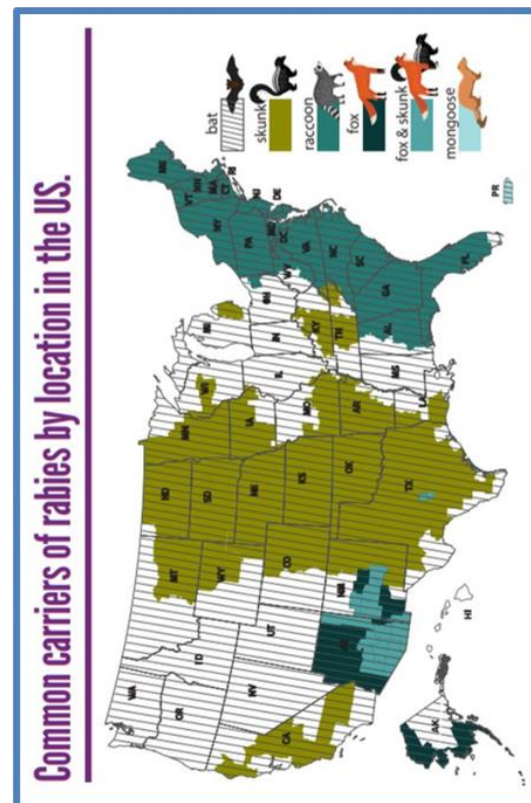 Common carriers of rabies by location in the US.
bat
skunk
raccoon
fox
fox & skunk
mongoose
WA
OR
CA
NV
ID
UT
AZ
MT
WY
CO
NM
ND
SD
NE
KS
OK
TX
MN
IA
MO
AR
LA
WI
IL
MS
MI
IN
KY
TN
AL
OH
WV
GA
FL
SC
NC
VA
DC
MD
PA
NY
VT
NH
MA
CT
RI
NJ
DE
ME
AK
HI
PR